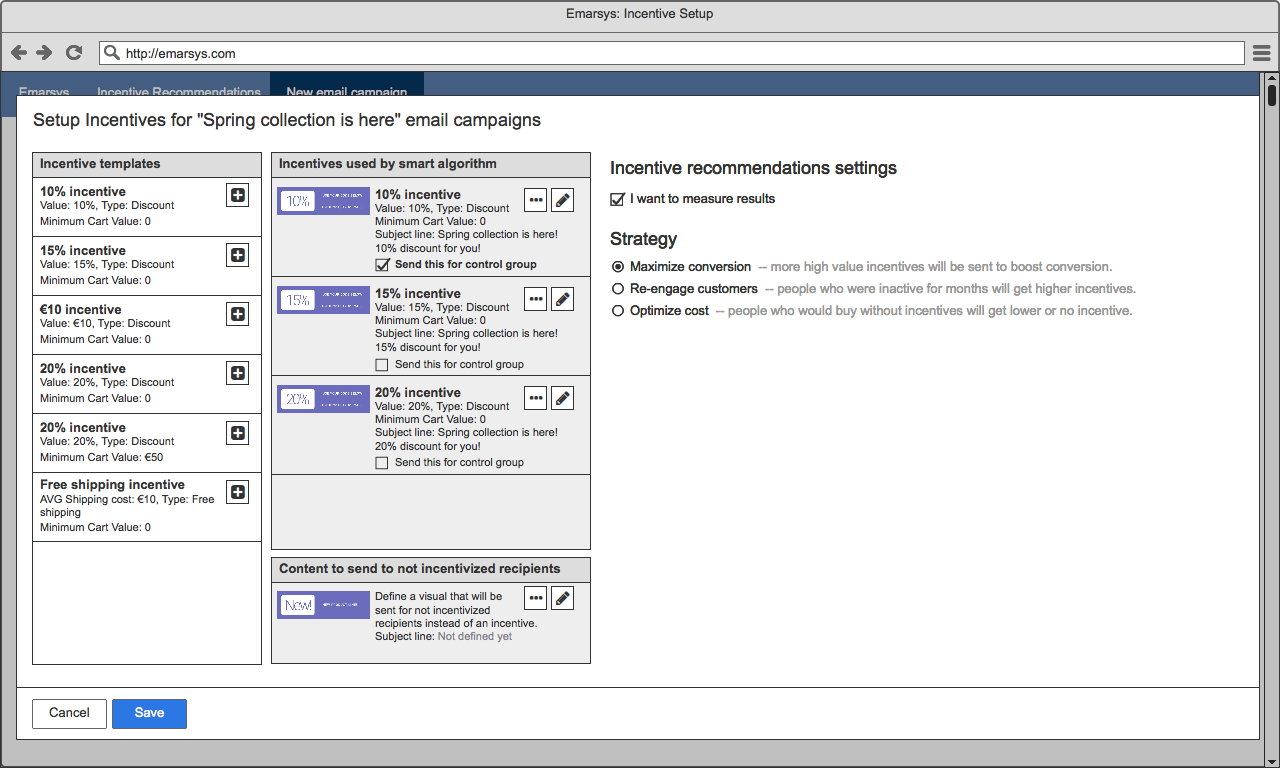 Emarsys: Incentive Setup
http://emarsys.com
Emarsys
Incentive Recommendations
New email campaign
Setup Incentives for "Spring collection is here" email campaigns
Incentive templates
10% incentive
Value: 10%, Type: Discount
Minimum Cart Value: 0
15% incentive
Value: 15%, Type: Discount
Minimum Cart Value: 0
€10 incentive
Value: €10, Type: Discount
Minimum Cart Value: 0
20% incentive
Value: 20%, Type: Discount
Minimum Cart Value: 0
20% incentive
Value: 20%, Type: Discount
Minimum Cart Value: €50
Free shipping incentive
AVG Shipping cost: €10, Type: Free
shipping
Minimum Cart Value: 0
Incentives used by smart algorithm
10%
10% incentive
Value: 10%, Type: Discount
Minimum Cart Value: 0
Subject line: Spring collection is here!
10% discount for you!
Send this for control group
15%
15% incentive
Value: 15%, Type: Discount
Minimum Cart Value: 0
Subject line: Spring collection is here!
15% discount for you!
Send this for control group
20%
20% incentive
Value: 20%, Type: Discount
Minimum Cart Value: 0
Subject line: Spring collection is here!
20% discount for you!
Send this for control group
Content to send to not incentivized recipients
New!
Define a visual that will be
sent for not incentivized
recipients instead of an incentive.
Subject line: Not defined yet
Incentive recommendations settings
I want to measure results
Strategy
Maximize conversion -- more high value incentives will be sent to boost conversion.
Re-engage customers -- people who were inactive for months will get higher incentives.
Optimize cost -- people who would buy without incentives will get lower or no incentive.
Cancel
Save